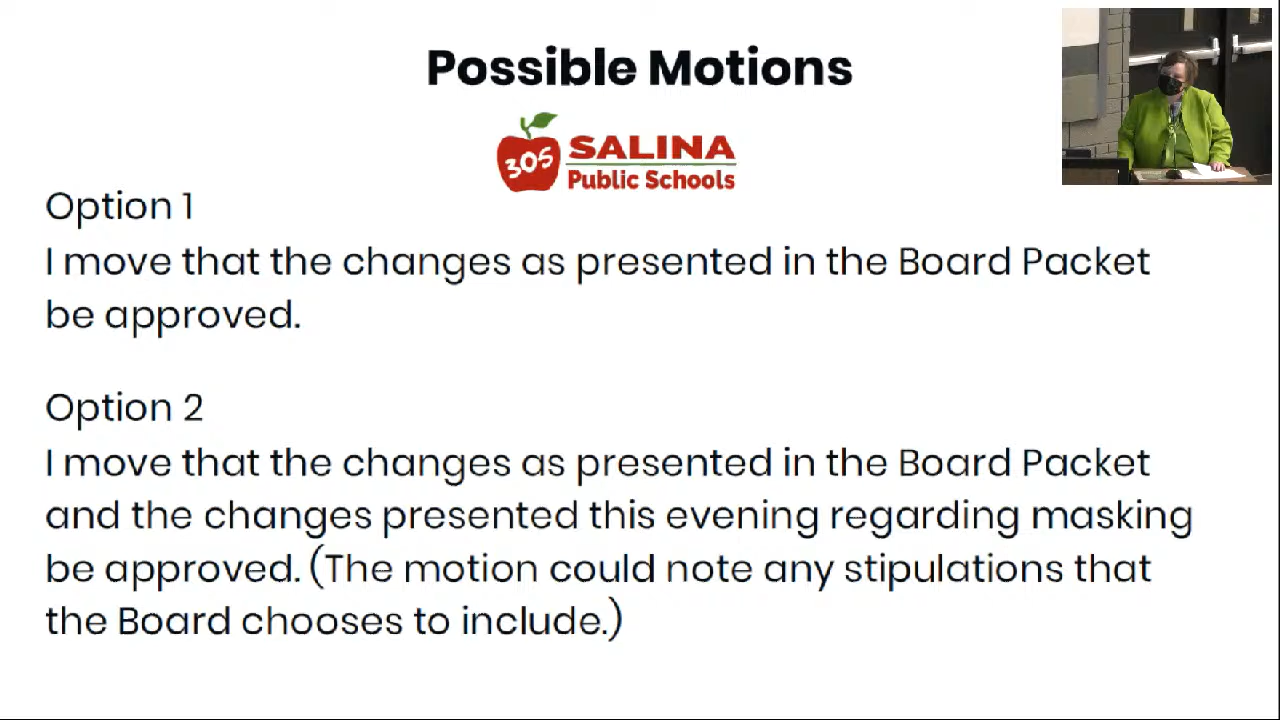 Possible Motions
305
SALINA
Public Schools
Option 1
I move that the changes as presented in the Board Packet
be approved.
Option 2
I move that the changes as presented in the Board Packet
and the changes presented this evening regarding masking
be approved. (The motion could note any stipulations that
the Board chooses to include.)